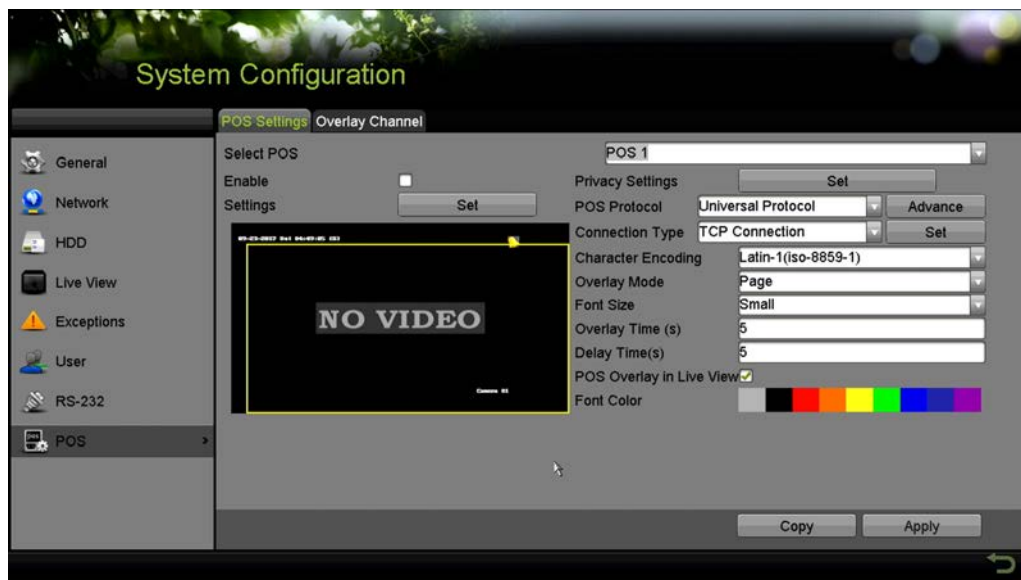 System Configuration
POS Settings
Overlay Channel
General
Network
HDD
Live View
Exceptions
User
RS-232
POS
Select POS
POS 1
Enable
Privacy Settings
Set
Settings
Set
POS Protocol
Universal Protocol
Advance
Connection Type
TCP Connection
Set
Character Encoding
Latin-1(iso-8859-1)
Overlay Mode
Page
Font Size
Small
Overlay Time (s)
5
Delay Time(s)
5
POS Overlay in Live View
Font Color
NO VIDEO
Camera 01
Copy
Apply